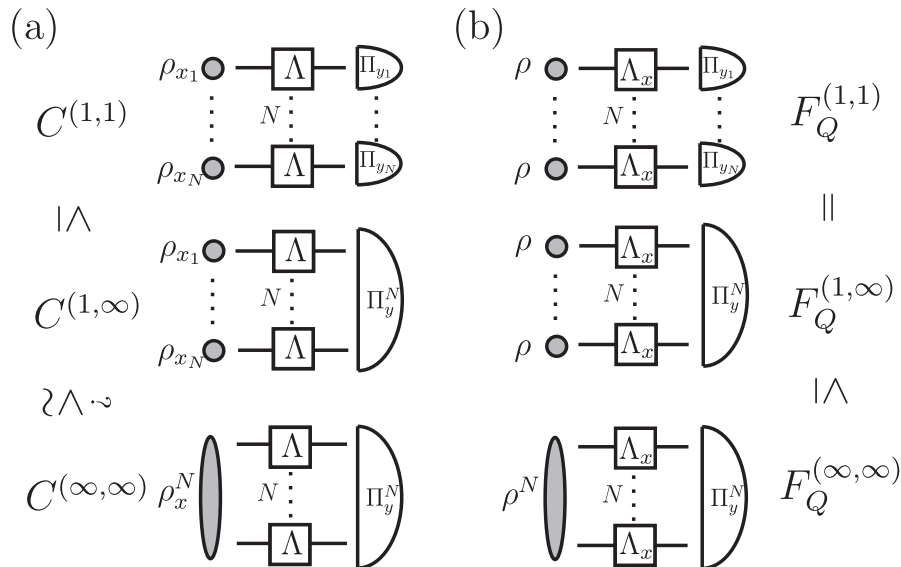 (a)
C^{(1,1)}
ρ_{x_1} Λ Π_{y_1}
N
ρ_{x_N} Λ Π_{y_N}
|∧
C^{(1,∞)}
ρ_{x_1} Λ
N Π_y^N
ρ_{x_N} Λ
≀∧·~
C^{(∞,∞)}
ρ_x^N Λ
N Π_y^N
Λ
(b)
ρ Λ_x Π_{y_1}
N
ρ Λ_x Π_{y_N}
F_Q^{(1,1)}
||
ρ Λ_x
N Π_y^N
ρ Λ_x
F_Q^{(1,∞)}
|∧
ρ^N Λ_x
N Π_y^N
Λ_x
F_Q^{(∞,∞)}